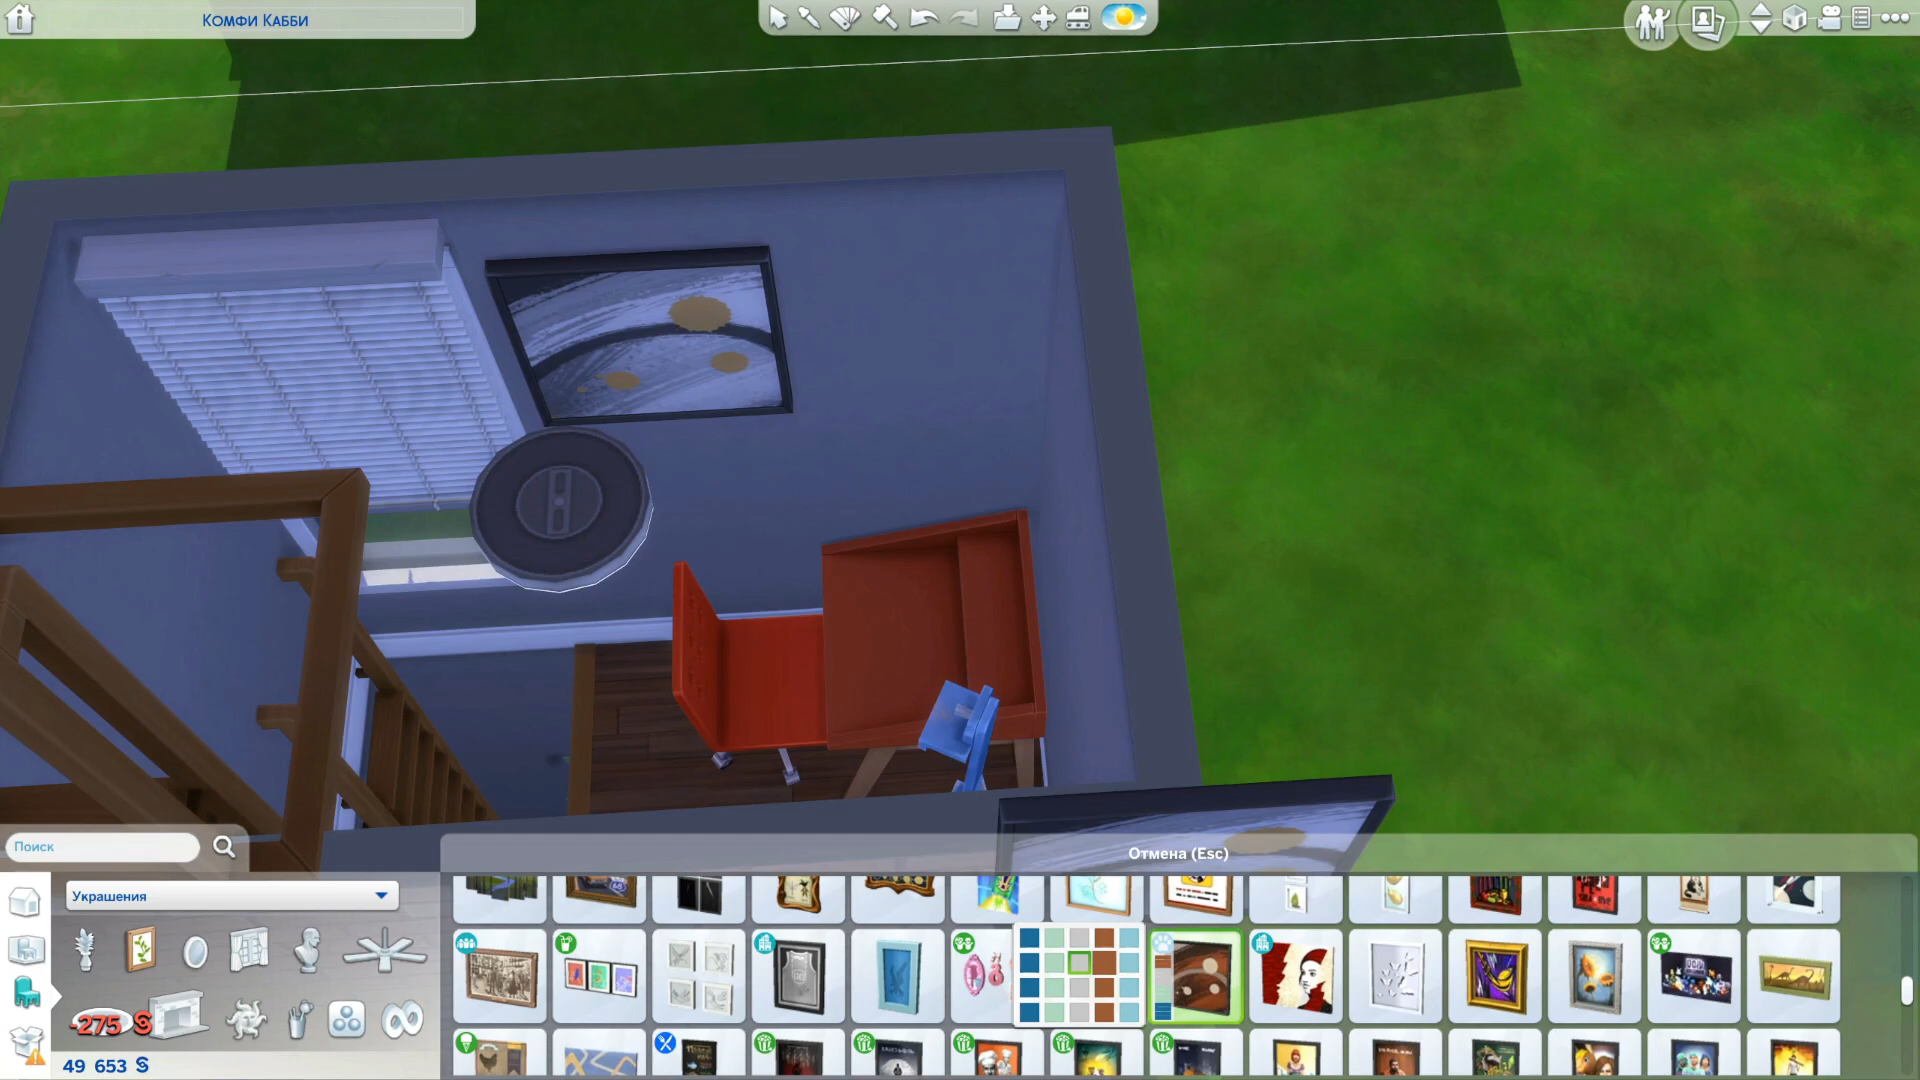 Комфи Кабби
Поиск
Отмена (Esc)
Украшения
-275
49 653